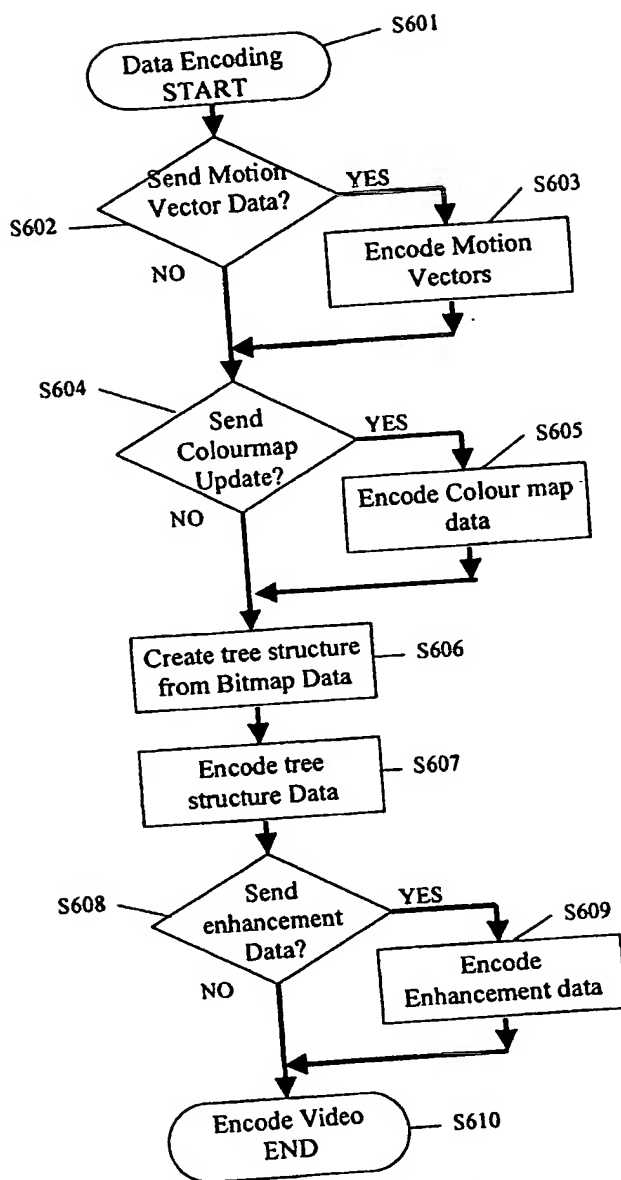 S601
Data Encoding
START
Send Motion
Vector Data?
YES
S602
NO
S603
Encode Motion
Vectors
S604
Send
Colourmap
Update?
YES
NO
S605
Encode Colour map
data
Create tree structure
from Bitmap Data
S606
Encode tree
structure Data
S607
S608
Send
enhancement
Data?
YES
NO
S609
Encode
Enhancement data
Encode Video
END
S610